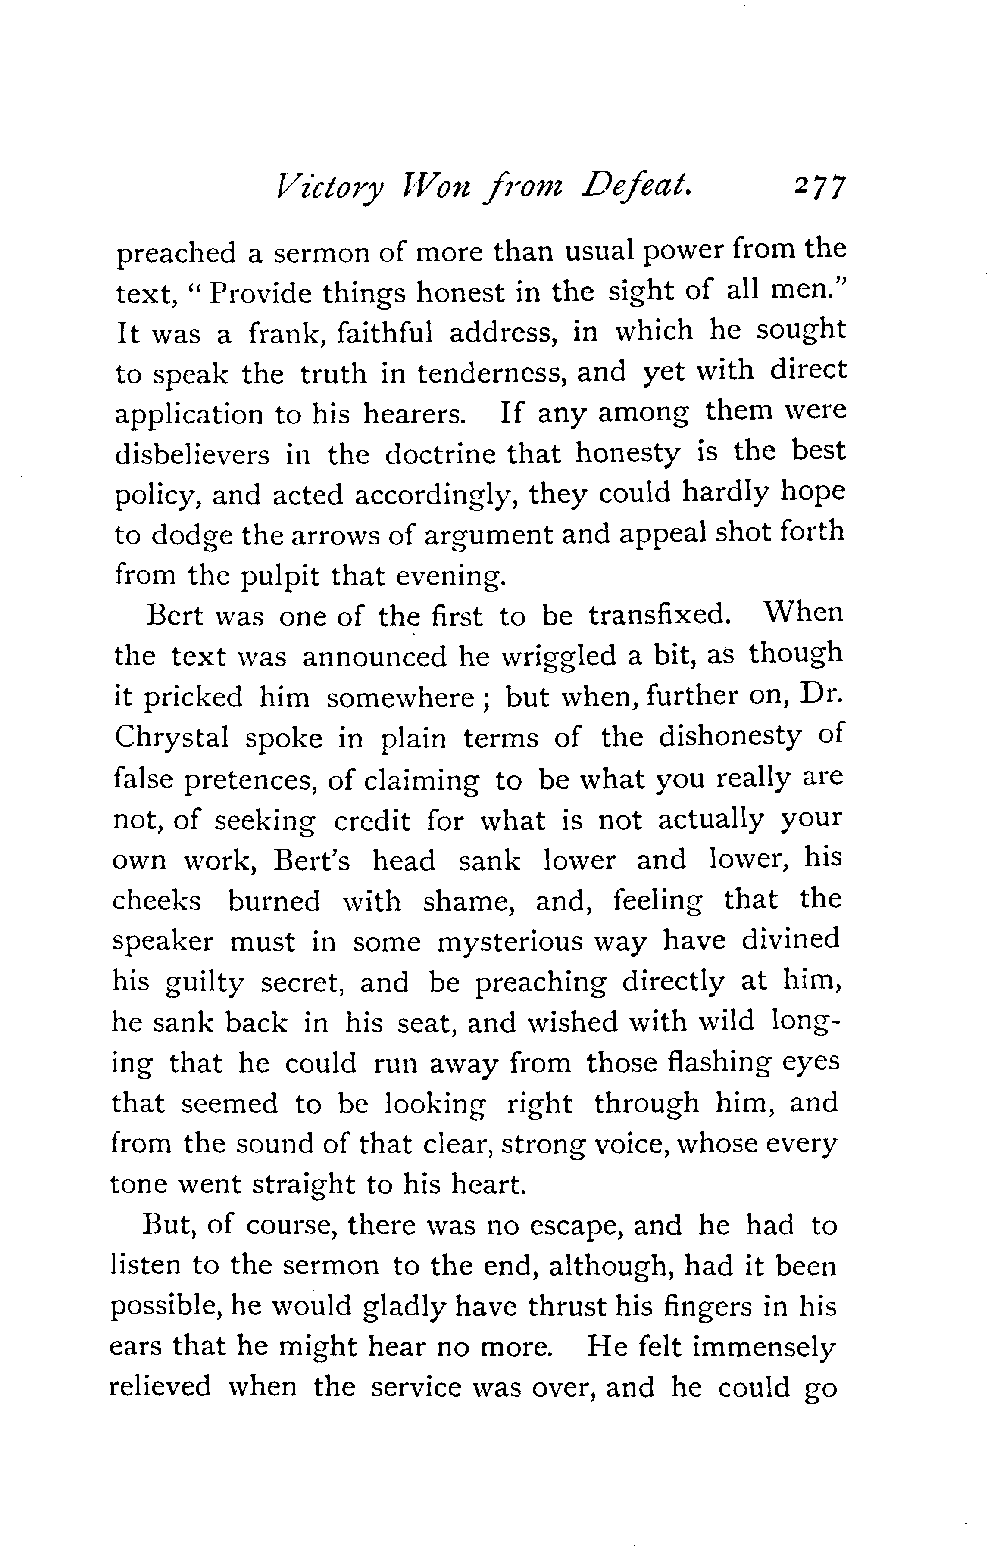 Victory Won from Defeat. 277
preached a sermon of more than usual power from the
text, “ Provide things honest in the sight of all men.”
It was a frank, faithful address, in which he sought
to speak the truth in tenderness, and yet with direct
application to his hearers. If any among them were
disbelievers in the doctrine that honesty is the best
policy, and acted accordingly, they could hardly hope
to dodge the arrows of argument and appeal shot forth
from the pulpit that evening.
Bert was one of the first to be transfixed. When
the text was announced he wriggled a bit, as though
it pricked him somewhere ; but when, further on, Dr.
Chrystal spoke in plain terms of the dishonesty of
false pretences, of claiming to be what you really are
not, of seeking credit for what is not actually your
own work, Bert’s head sank lower and lower, his
cheeks burned with shame, and, feeling that the
speaker must in some mysterious way have divined
his guilty secret, and be preaching directly at him,
he sank back in his seat, and wished with wild long-
ing that he could run away from those flashing eyes
that seemed to be looking right through him, and
from the sound of that clear, strong voice, whose every
tone went straight to his heart.
But, of course, there was no escape, and he had to
listen to the sermon to the end, although, had it been
possible, he would gladly have thrust his fingers in his
ears that he might hear no more. He felt immensely
relieved when the service was over, and he could go